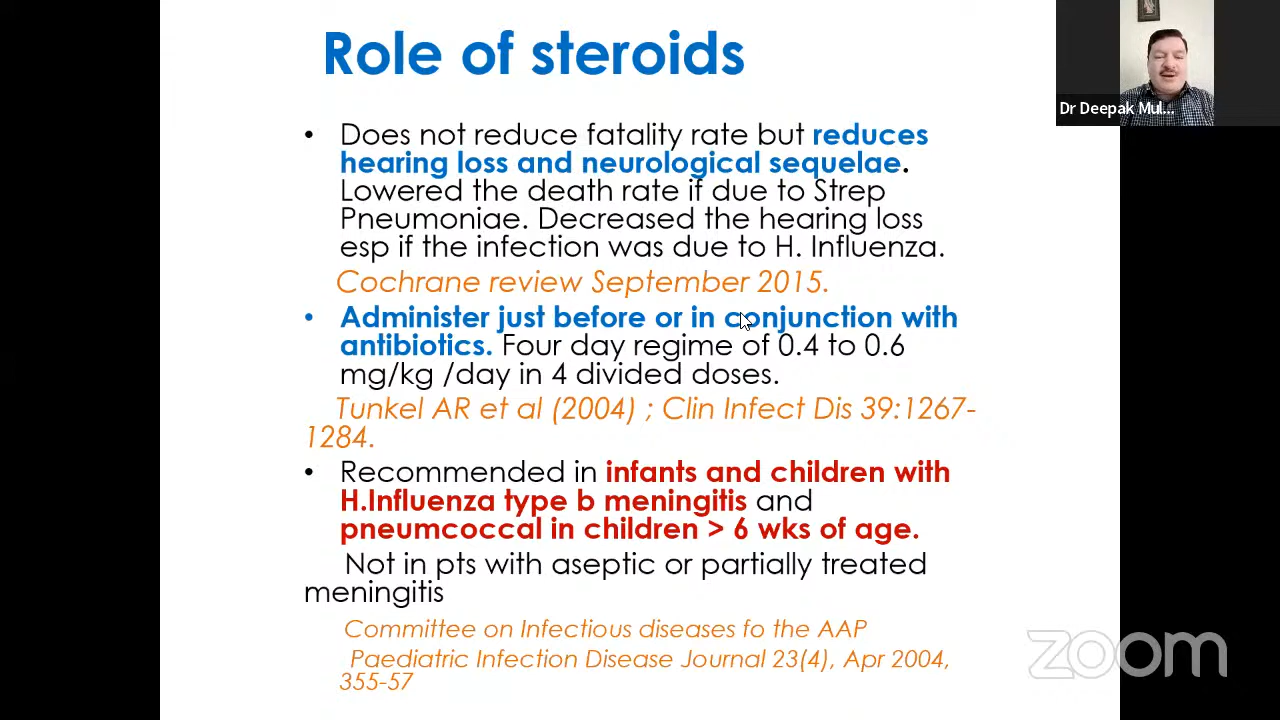 Role of steroids
Dr Deepak Mul...
• Does not reduce fatality rate but reduces
hearing loss and neurological sequelae.
Lowered the death rate if due to Strep
Pneumoniae. Decreased the hearing loss
esp if the infection was due to H. Influenza.
Cochrane review September 2015.
• Administer just before or in conjunction with
antibiotics. Four day regime of 0.4 to 0.6
mg/kg /day in 4 divided doses.
Tunkel AR et al (2004) ; Clin Infect Dis 39:1267-
1284.
• Recommended in infants and children with
H.Influenza type b meningitis and
pneumcoccal in children > 6 wks of age.
Not in pts with aseptic or partially treated
meningitis
Committee on Infectious diseases fo the AAP
Paediatric Infection Disease Journal 23(4), Apr 2004,
355-57
zoom